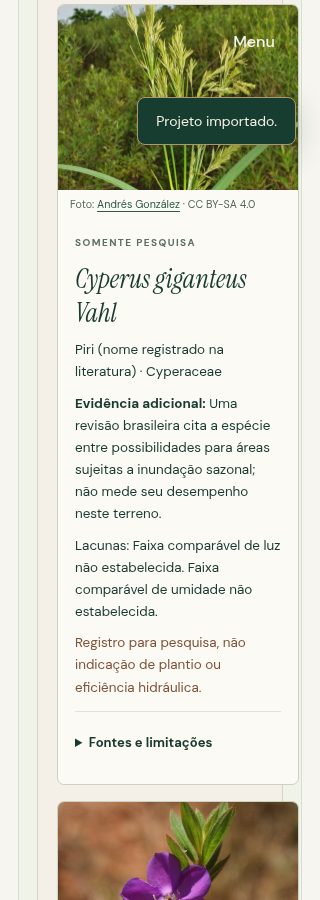 Menu
Projeto importado.
Foto: Andrés González · CC BY-SA 4.0
SOMENTE PESQUISA
Cyperus giganteus
Vahl
Piri (nome registrado na
literatura) · Cyperaceae
Evidência adicional: Uma
revisão brasileira cita a espécie
entre possibilidades para áreas
sujeitas a inundação sazonal;
não mede seu desempenho
neste terreno.
Lacunas: Faixa comparável de luz
não estabelecida. Faixa
comparável de umidade não
estabelecida.
Registro para pesquisa, não
indicação de plantio ou
eficiência hidráulica.
▶ Fontes e limitações